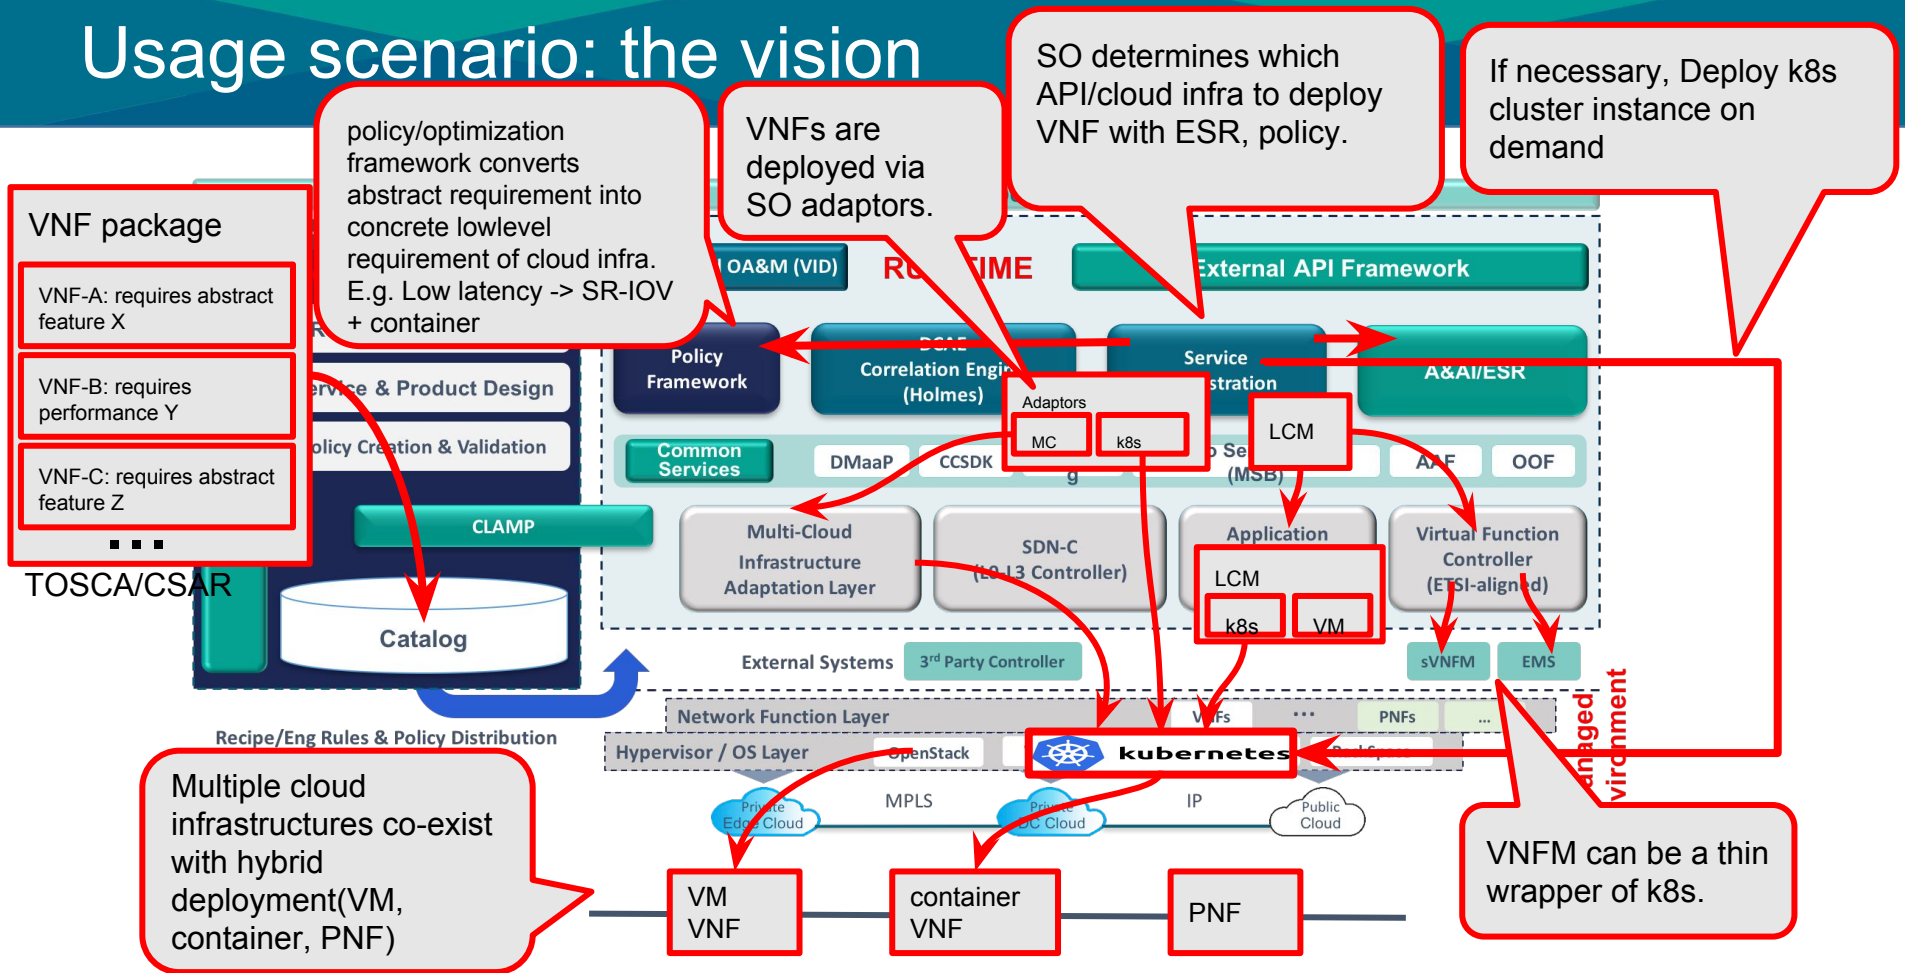 Usage scenario: the vision
policy/optimization
framework converts
abstract requirement into
concrete lowlevel
requirement of cloud infra.
E.g. Low latency -> SR-IOV
+ container
VNFs are
deployed via
SO adaptors.
SO determines which
API/cloud infra to deploy
VNF with ESR, policy.
If necessary, Deploy k8s
cluster instance on
demand
VNF package
VNF-A: requires abstract
feature X
VNF-B: requires
performance Y
VNF-C: requires abstract
feature Z
...
TOSCA/CSAR
OA&M (VID)
External API Framework
Policy
Framework
Correlation
(Holmes)
Service
A&AI/ESR
& Product Design
Creation & Validation
Adaptors
MC
k8s
LCM
Common
Services
DMaaP
CCSDK
(MSB)
AAF
OOF
CLAMP
Catalog
Multi-Cloud
Infrastructure
Adaptation Layer
SDN-C
(L0-L3 Controller)
Application
LCM
k8s
VM
Virtual Function
Controller
(ETSI-aligned)
External Systems
3rd Party Controller
sVNFM
EMS
Recipe/Eng Rules & Policy Distribution
Network Function Layer
VNFs
...
PNFs
...
Hypervisor / OS Layer
OpenStack
kubernetes
Private
Edge Cloud
MPLS
Private
DC Cloud
IP
Public
Cloud
Multiple cloud
infrastructures co-exist
with hybrid
deployment(VM,
container, PNF)
VM
VNF
container
VNF
PNF
VNFM can be a thin
wrapper of k8s.